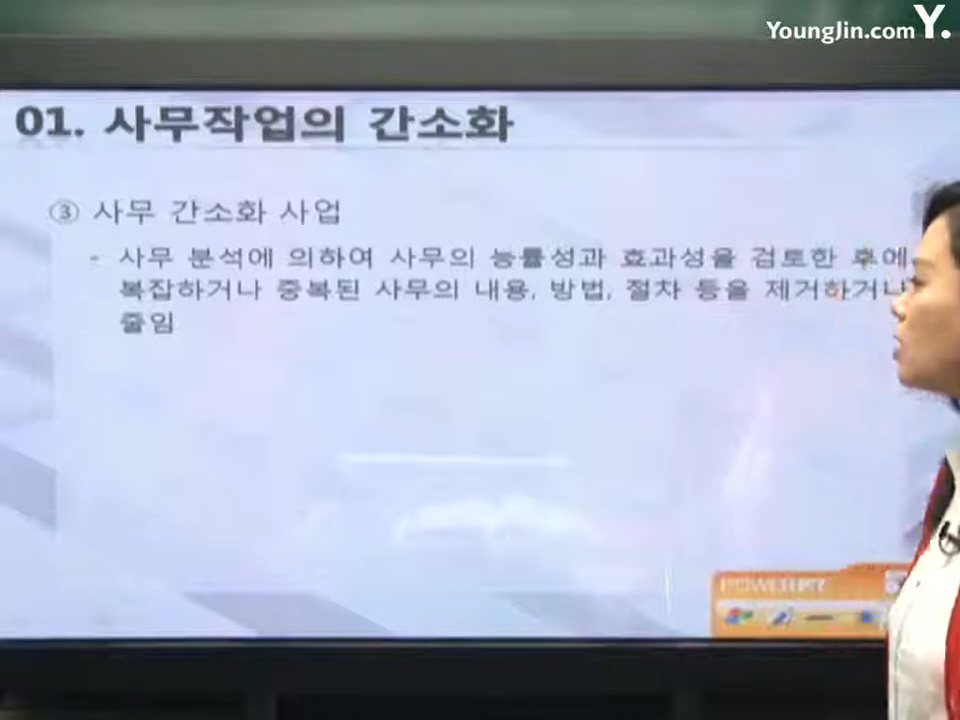 YoungJin.com Y.
01. 사무작업의 간소화
③ 사무 간소화 사업
- 사무 분석에 의하여 사무의 능률성과 효과성을 검토한 후에
복잡하거나 중복된 사무의 내용, 방법, 절차 등을 제거하거나
줄임